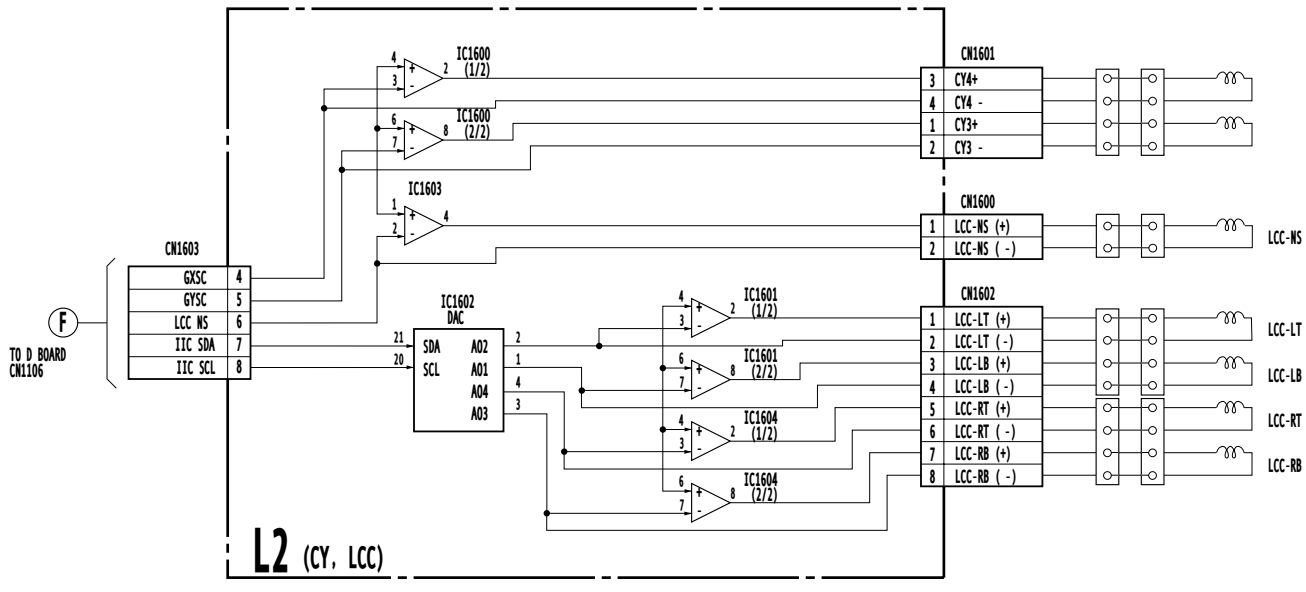 IC1600
(1/2)
4
3
2
+
-
IC1600
(2/2)
6
7
8
+
-
IC1603
1
2
4
+
-
CN1601
3 CY4+
4 CY4 -
1 CY3+
2 CY3 -
CN1600
1 LCC-NS (+)
2 LCC-NS ( -)
LCC-NS
CN1603
GXSC 4
GYSC 5
LCC NS 6
IIC SDA 7
IIC SCL 8
F
TO D BOARD
CN1106
IC1602
DAC
21 SDA AO2 2
20 SCL AO1 1
AO4 4
AO3 3
IC1601
(1/2)
4
3
2
+
-
IC1601
(2/2)
6
7
8
+
-
IC1604
(1/2)
4
3
2
+
-
IC1604
(2/2)
6
7
8
+
-
CN1602
1 LCC-LT (+)
2 LCC-LT ( -)
3 LCC-LB (+)
4 LCC-LB ( -)
5 LCC-RT (+)
6 LCC-RT ( -)
7 LCC-RB (+)
8 LCC-RB ( -)
LCC-LT
LCC-LB
LCC-RT
LCC-RB
L2 (CY, LCC)